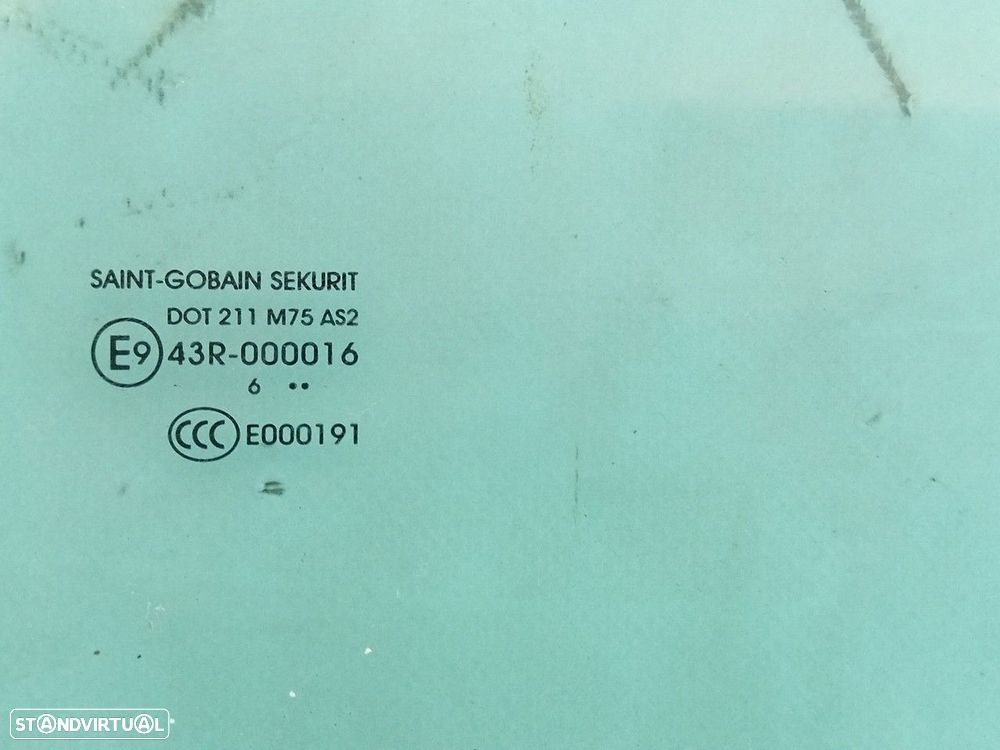 SAINT-GOBAIN SEKURIT
DOT 211 M75 AS2
E9 43R-000016
6 ••
CCC E000191
STANDVIRTUAL